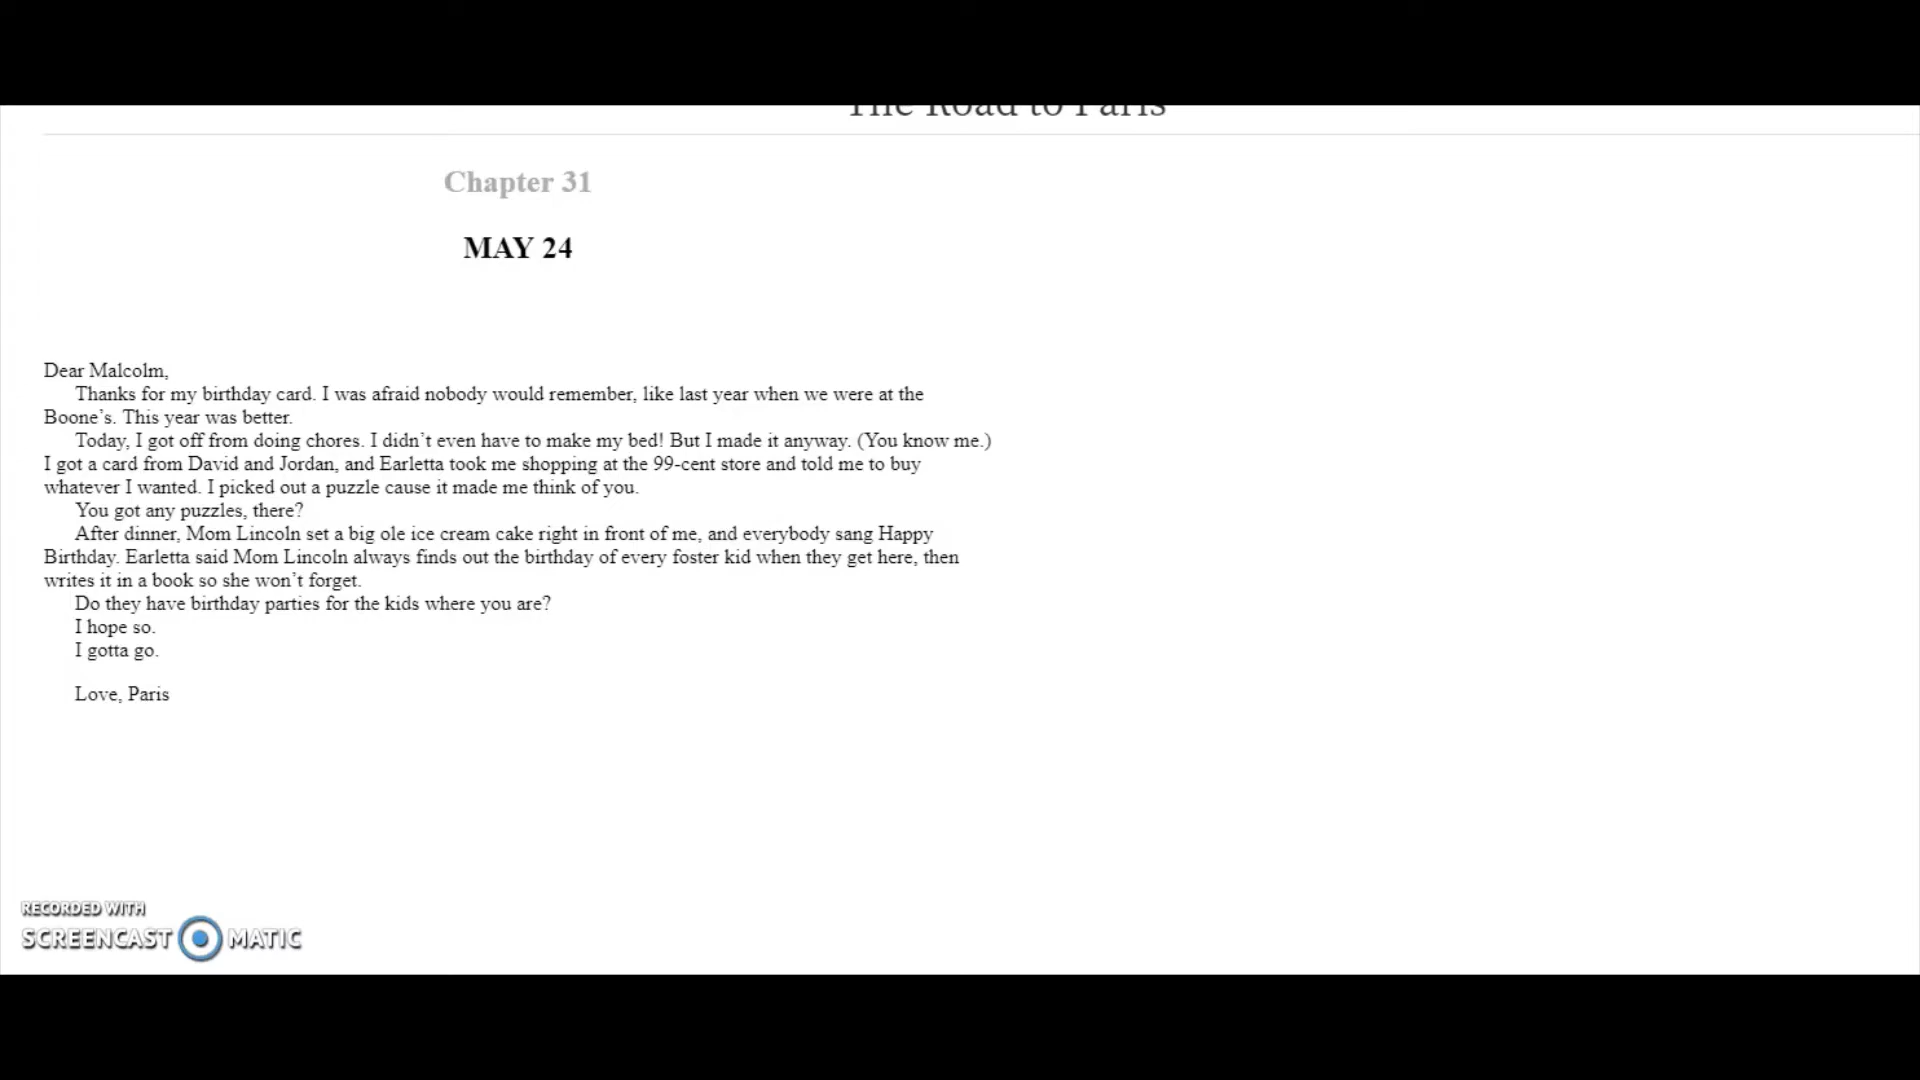 The Road to Paris
Chapter 31
MAY 24
Dear Malcolm,
Thanks for my birthday card. I was afraid nobody would remember, like last year when we were at the
Boone’s. This year was better.
Today, I got off from doing chores. I didn’t even have to make my bed! But I made it anyway. (You know me.)
I got a card from David and Jordan, and Earletta took me shopping at the 99-cent store and told me to buy
whatever I wanted. I picked out a puzzle cause it made me think of you.
You got any puzzles, there?
After dinner, Mom Lincoln set a big ole ice cream cake right in front of me, and everybody sang Happy
Birthday. Earletta said Mom Lincoln always finds out the birthday of every foster kid when they get here, then
writes it in a book so she won’t forget.
Do they have birthday parties for the kids where you are?
I hope so.
I gotta go.
Love, Paris
RECORDED WITH
SCREENCAST MATIC